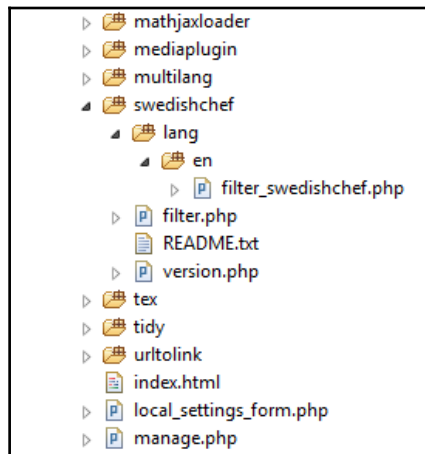 mathjaxloader
mediaplugin
multilang
swedishchef
lang
en
filter_swedishchef.php
filter.php
README.txt
version.php
tex
tidy
urltolink
index.html
local_settings_form.php
manage.php